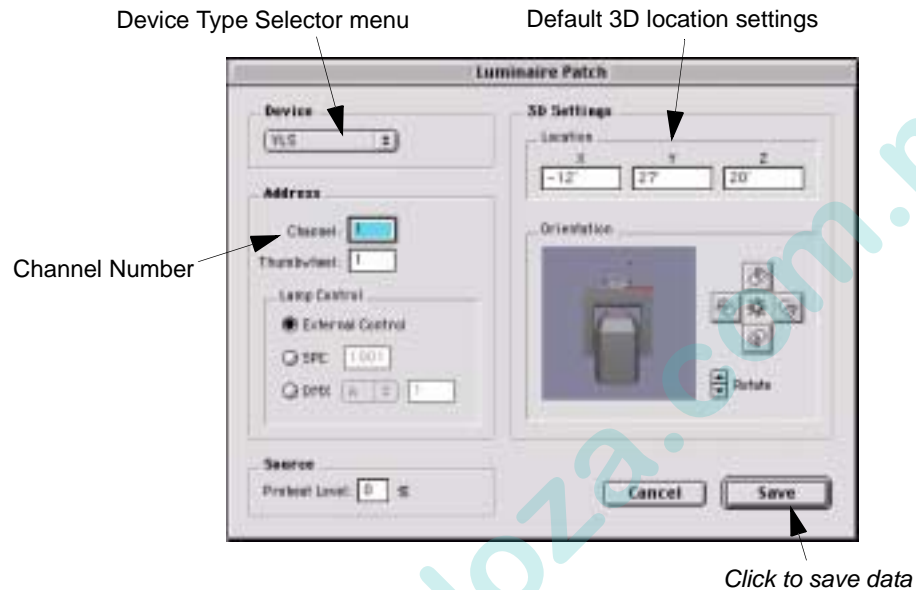 Device Type Selector menu
Default 3D location settings
Luminaire Patch
Device
VL5
Address
Channel: 1
Thumbwheel: 1
Channel Number
Lamp Control
External Control
SPC 1001
DMX A 1
Source
Preheat Level: 0 %
3D Settings
Location
X Y Z
-12' 27' 20'
Orientation
Rotate
Cancel Save
Click to save data